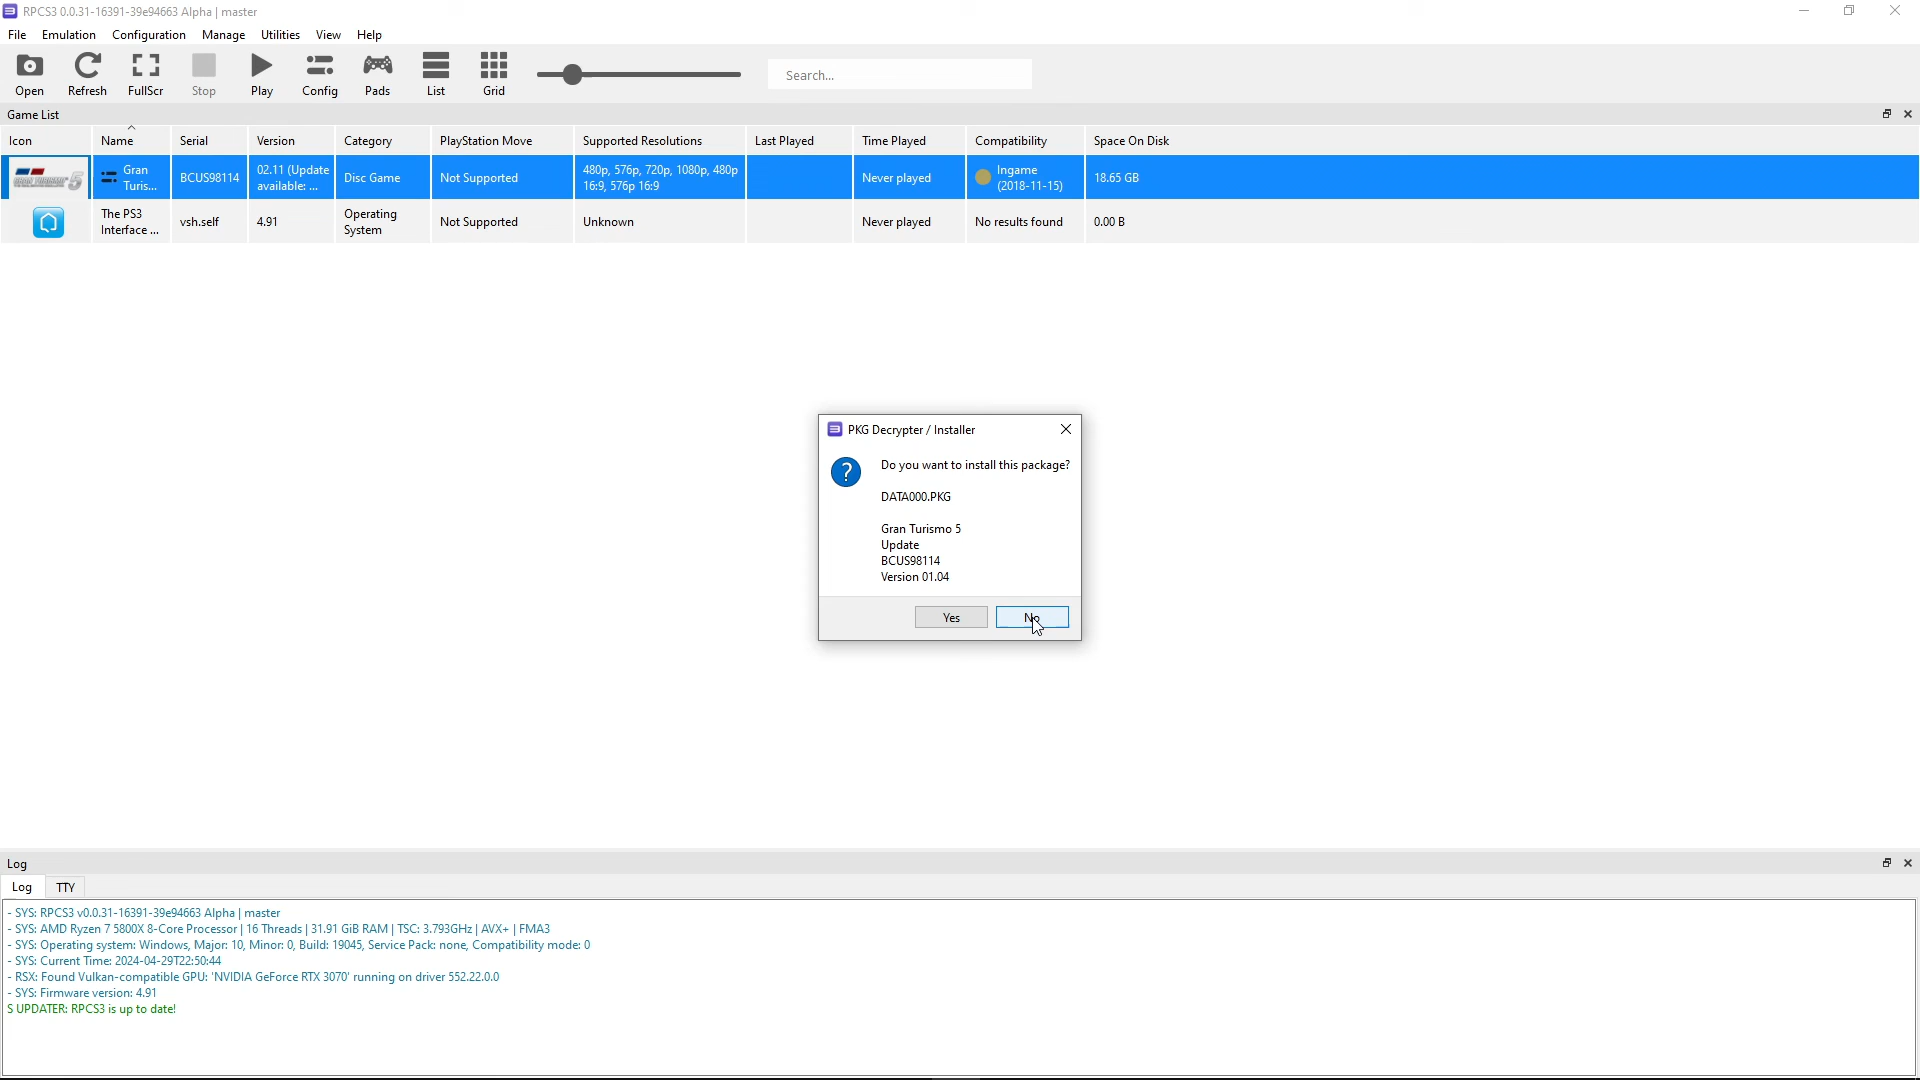 RPCS3 0.0.31-16391-39e94663 Alpha | master
File Emulation Configuration Manage Utilities View Help
Open Refresh FullScr Stop Play Config Pads List Grid Search...
Game List
Icon Name Serial Version Category PlayStation Move Supported Resolutions Last Played Time Played Compatibility Space On Disk
GRAN TURISMO 5
Gran
Turis...
BCUS98114
02.11 (Update
available: ...
Disc Game
Not Supported
480p, 576p, 720p, 1080p, 480p
16:9, 576p 16:9
Never played
Ingame
(2018-11-15)
18.65 GB
The PS3
Interface ...
vsh.self
4.91
Operating
System
Not Supported
Unknown
Never played
No results found
0.00 B
PKG Decrypter / Installer
Do you want to install this package?
DATA000.PKG
Gran Turismo 5
Update
BCUS98114
Version 01.04
Yes No
Log
Log TTY
- SYS: RPCS3 v0.0.31-16391-39e94663 Alpha | master
- SYS: AMD Ryzen 7 5800X 8-Core Processor | 16 Threads | 31.91 GiB RAM | TSC: 3.793GHz | AVX+ | FMA3
- SYS: Operating system: Windows, Major: 10, Minor: 0, Build: 19045, Service Pack: none, Compatibility mode: 0
- SYS: Current Time: 2024-04-29T22:50:44
- RSX: Found Vulkan-compatible GPU: 'NVIDIA GeForce RTX 3070' running on driver 552.22.0.0
- SYS: Firmware version: 4.91
S UPDATER: RPCS3 is up to date!